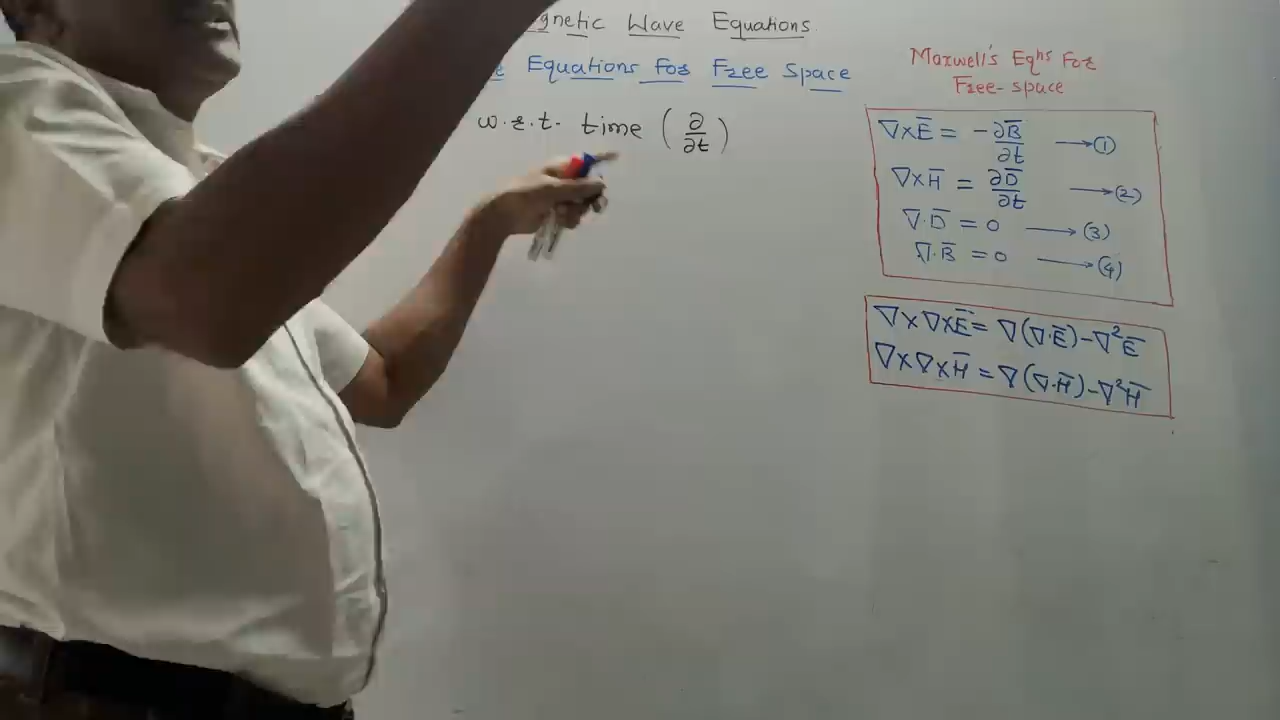 gnetic Wave Equations
Equations for Free Space
w.r.t. time (∂/∂t)
Maxwell's Eqns For
Free-space
∇×E̅ = -∂B̅/∂t →(1)
∇×H̅ = ∂D̅/∂t →(2)
∇.D̅ = 0 →(3)
∇.B̅ = 0 →(4)
∇×∇×E̅ = ∇(∇.E̅)-∇²E̅
∇×∇×H̅ = ∇(∇.H̅)-∇²H̅